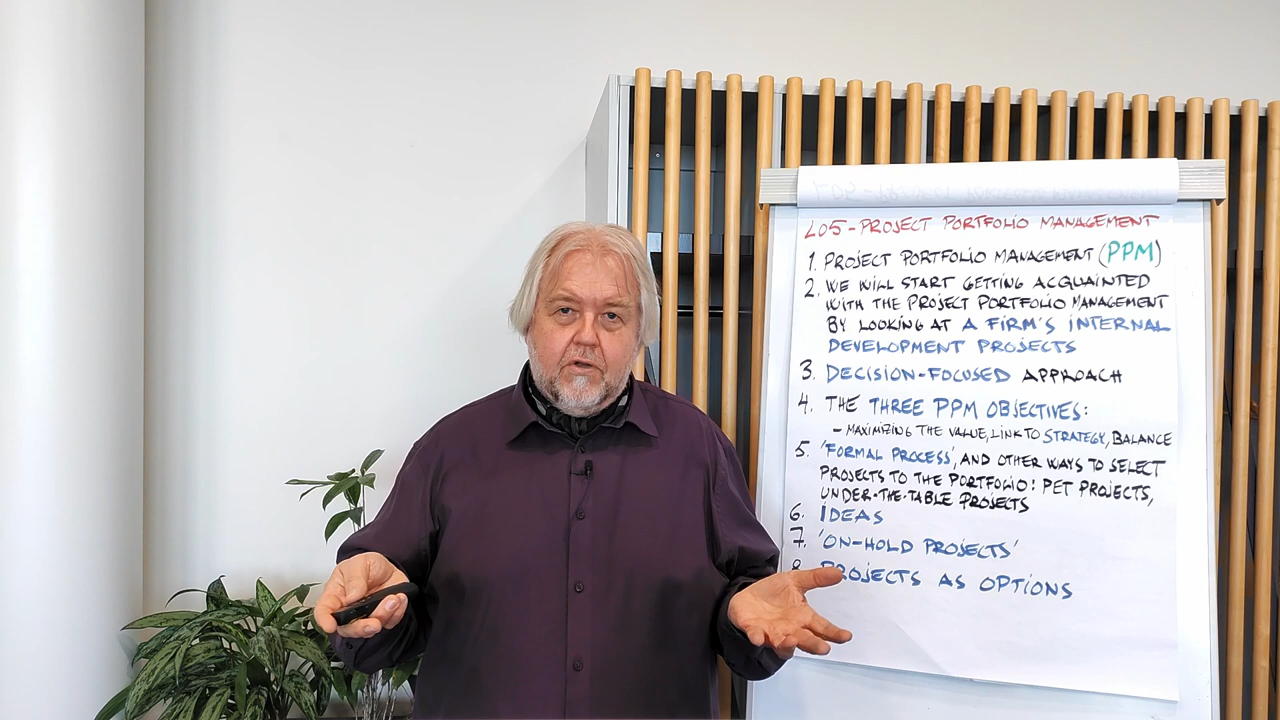 L05-PROJECT PORTFOLIO MANAGEMENT
1. PROJECT PORTFOLIO MANAGEMENT (PPM)
2. WE WILL START GETTING ACQUAINTED
WITH THE PROJECT PORTFOLIO MANAGEMENT
BY LOOKING AT A FIRM'S INTERNAL
DEVELOPMENT PROJECTS
3. DECISION-FOCUSED APPROACH
4. THE THREE PPM OBJECTIVES:
- MAXIMIZING THE VALUE, LINK TO STRATEGY, BALANCE
5. 'FORMAL PROCESS', AND OTHER WAYS TO SELECT
PROJECTS TO THE PORTFOLIO: PET PROJECTS,
UNDER-THE-TABLE PROJECTS
6. IDEAS
7. 'ON-HOLD PROJECTS'
8. PROJECTS AS OPTIONS